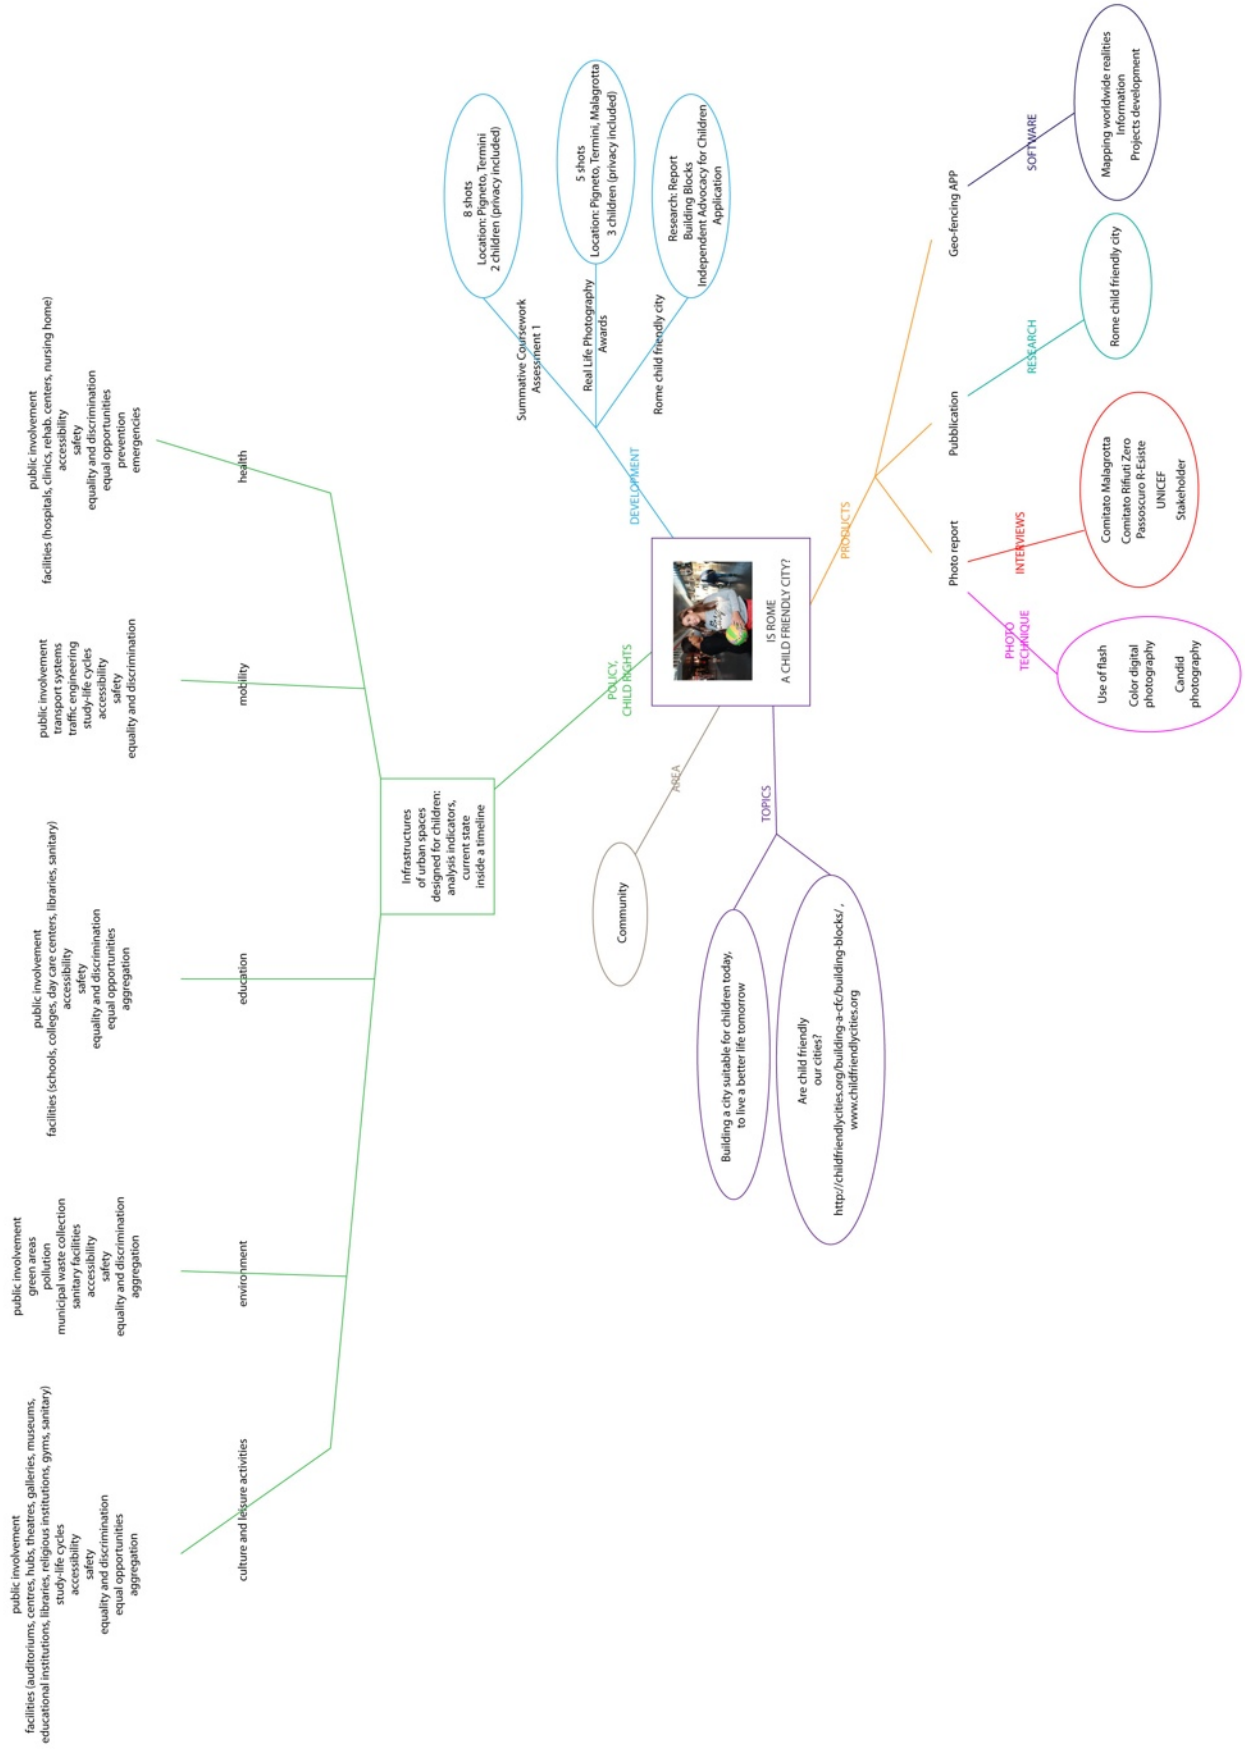 public involvement
facilities (auditoriums, centres, hubs, theatres, galleries, museums,
educational institutions, libraries, religious institutions, gyms, sanitary)
study-life cycles
accessibility
safety
equality and discrimination
equal opportunities
aggregation
culture and leisure activities
public involvement
green areas
pollution
municipal waste collection
sanitary facilities
accessibility
safety
equality and discrimination
aggregation
environment
public involvement
facilities (schools, colleges, day care centers, libraries, sanitary)
accessibility
safety
equality and discrimination
equal opportunities
aggregation
education
public involvement
transport systems
traffic engineering
study-life cycles
accessibility
safety
equality and discrimination
mobility
facilities (hospitals, clinics, rehab. centers, nursing home)
public involvement
accessibility
safety
equality and discrimination
equal opportunities
prevention
emergencies
health
Infrastructures
of urban spaces
designed for children:
analysis indicators,
current state
inside a timeline
POLICY,
CHILD RIGHTS
8 shots
Location: Pigneto, Termini
2 children (privacy included)
Summative Coursework
Assessment 1
5 shots
Location: Pigneto, Termini, Malagrotta
3 children (privacy included)
Real Life Photography
Awards
Research: Report
Building Blocks
Independent Advocacy for Children
Application
Rome child friendly city
DEVELOPMENT
IS ROME
A CHILD FRIENDLY CITY?
AREA
Community
TOPICS
Building a city suitable for children today,
to live a better life tomorrow
Are child friendly
our cities?
http://childfriendlycities.org/building-a-cfc/building-blocks/ ,
www.childfriendlycities.org
PRODUCTS
Photo report
Pubblication
Geo-fencing APP
PHOTO
TECHNIQUE
Use of flash
Color digital
photography
Candid
photography
INTERVIEWS
Comitato Malagrotta
Comitato Rifiuti Zero
Passoscuro R-Esiste
UNICEF
Stakeholder
RESEARCH
Rome child friendly city
SOFTWARE
Mapping worldwide realities
Information
Projects development